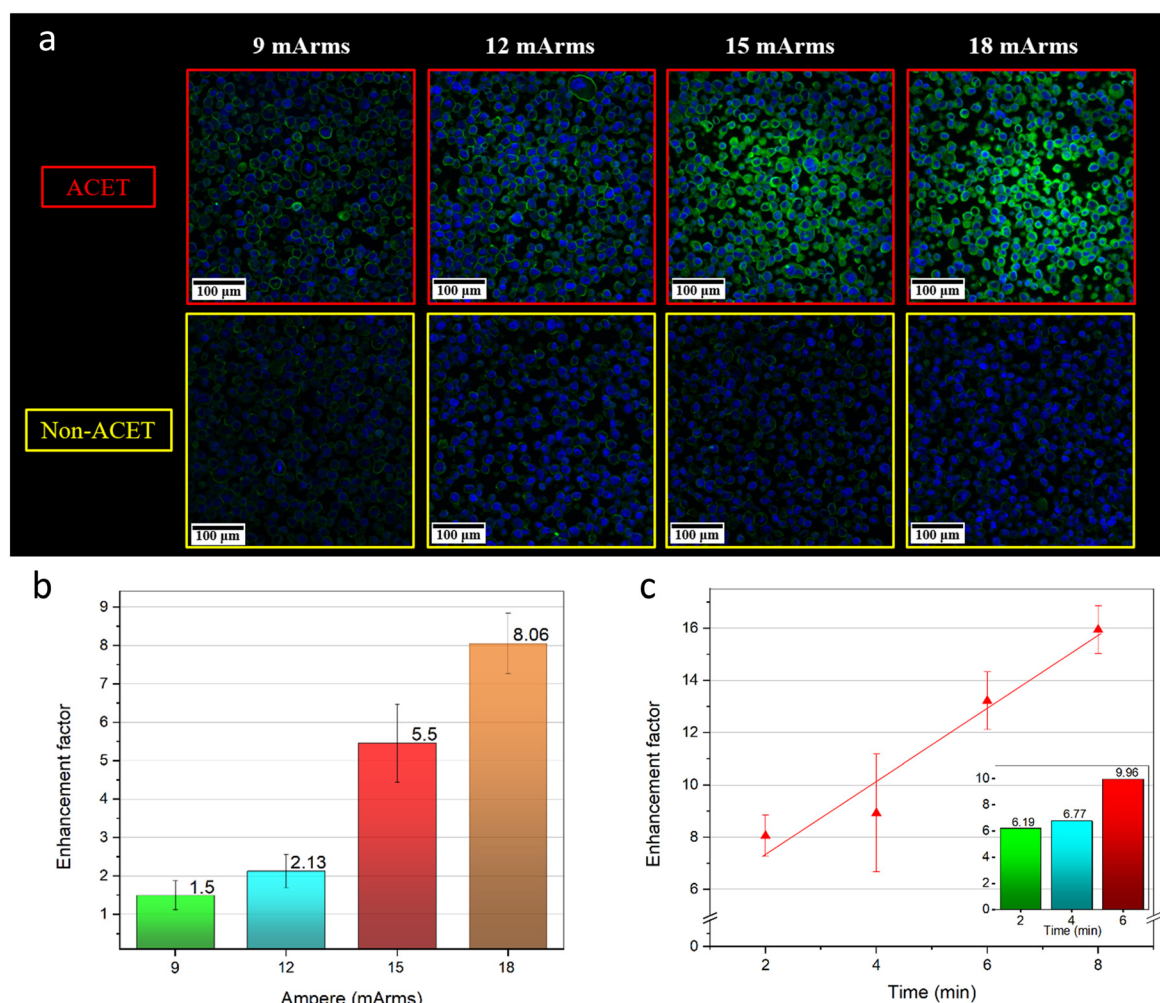 a
9 mArms 12 mArms 15 mArms 18 mArms
ACET
100 μm 100 μm 100 μm 100 μm
Non-ACET
100 μm 100 μm 100 μm 100 μm
b
Enhancement factor
9
8
7
6
5
4
3
2
1
1.5
2.13
5.5
8.06
9 12 15 18
Ampere (mArms)
c
Enhancement factor
16
14
12
10
8
6
0
2 4 6 8
Time (min)
10
8
6
4
2
0
6.19
6.77
9.96
2 4 6
Time (min)